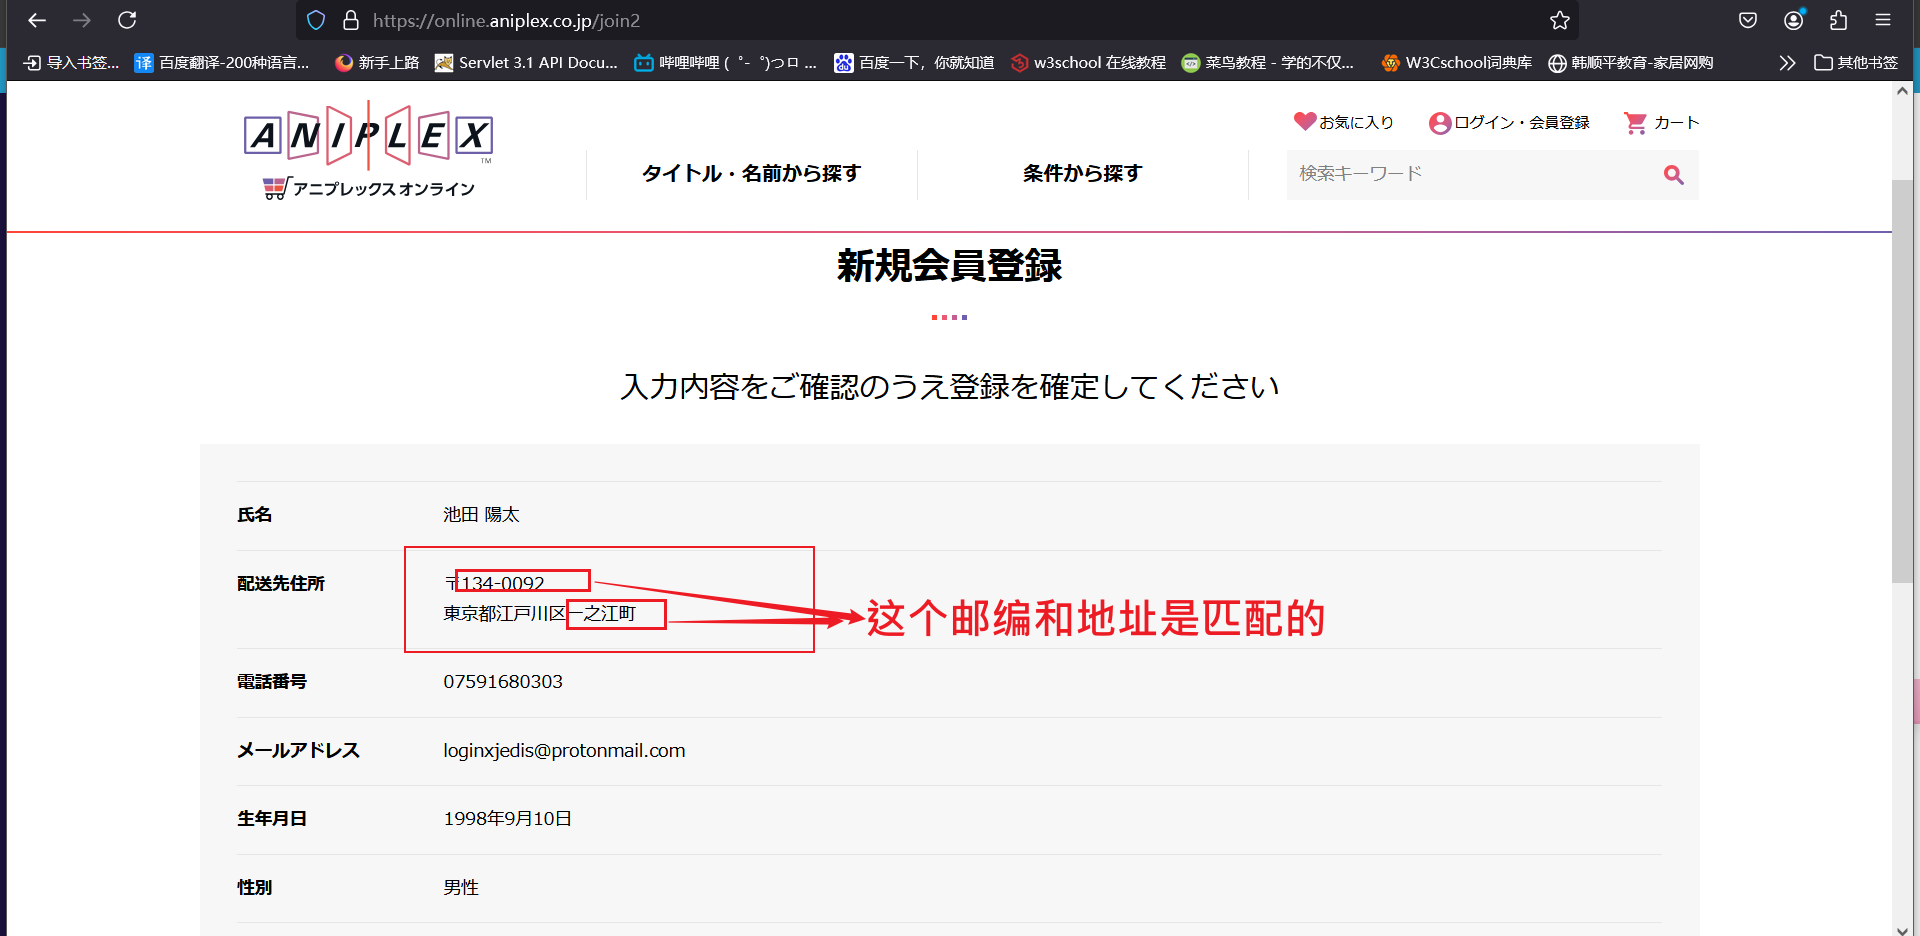 https://online.aniplex.co.jp/join2
导入书签...
译 百度翻译-200种语言...
新手上路
Servlet 3.1 API Docu...
哔哩哔哩 ( ゜- ゜)つロ ...
百度一下，你就知道
w3school 在线教程
菜鸟教程 - 学的不仅...
W3Cschool词典库
韩顺平教育-家居网购
其他书签
ANIPLEX
TM
アニプレックス オンライン
タイトル・名前から探す
条件から探す
お気に入り
ログイン・会員登録
カート
検索キーワード
新規会員登録
入力内容をご確認のうえ登録を確定してください
氏名 池田 陽太
配送先住所 〒134-0092
東京都江戸川区一之江町
这个邮编和地址是匹配的
電話番号 07591680303
メールアドレス loginxjedis@protonmail.com
生年月日 1998年9月10日
性別 男性